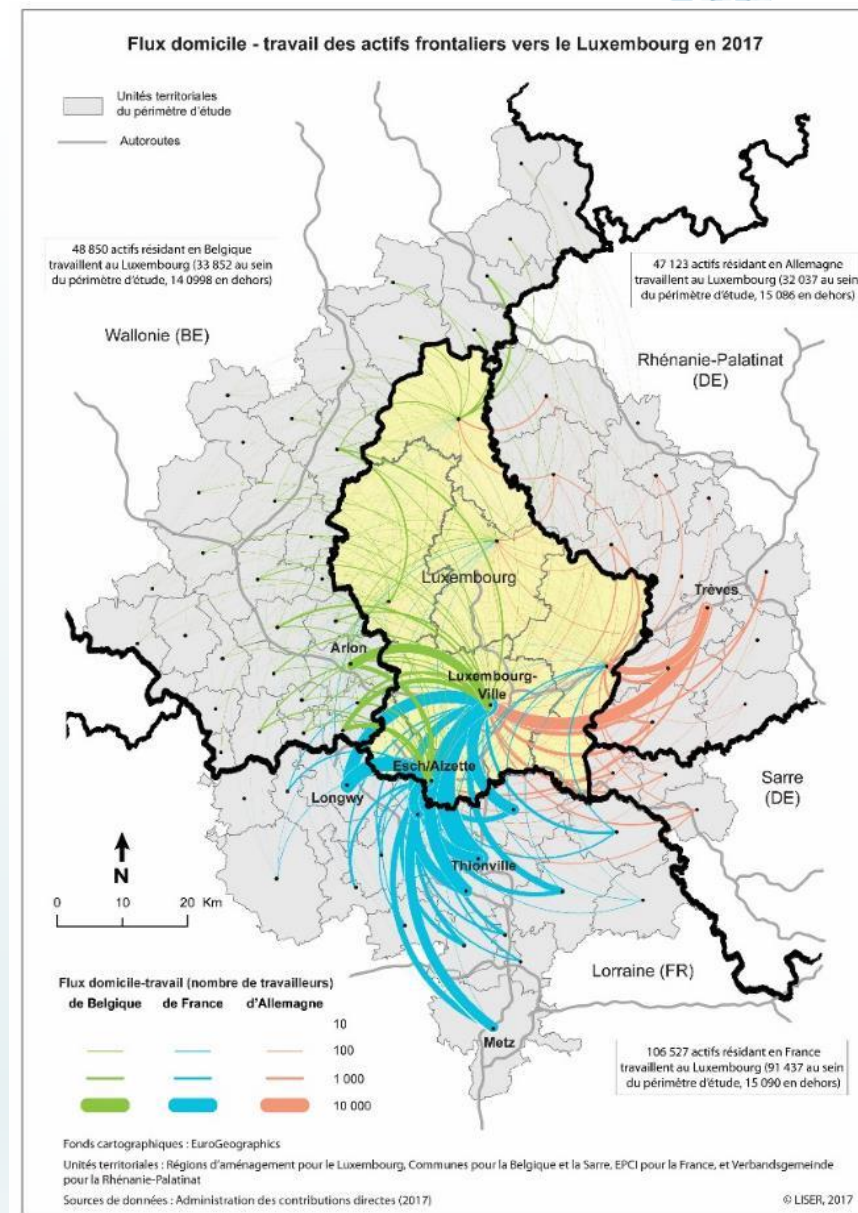 Flux domicile - travail des actifs frontaliers vers le Luxembourg en 2017
Unités territoriales
du périmètre d'étude
Autoroutes
48 850 actifs résidant en Belgique
travaillent au Luxembourg (33 852 au sein
du périmètre d'étude, 14 0998 en dehors)
47 123 actifs résidant en Allemagne
travaillent au Luxembourg (32 037 au sein
du périmètre d'étude, 15 086 en dehors)
Wallonie (BE)
Rhénanie-Palatinat
(DE)
Luxembourg
Trèves
Arlon
Luxembourg-
Ville
Esch/Alzette
Longwy
Sarre
(DE)
Thionville
N
0 10 20 Km
Lorraine (FR)
Flux domicile-travail (nombre de travailleurs)
de Belgique de France d'Allemagne
10
100
1 000
10 000
Metz
106 527 actifs résidant en France
travaillent au Luxembourg (91 437 au sein
du périmètre d'étude, 15 090 en dehors)
Fonds cartographiques : EuroGeographics
Unités territoriales : Régions d'aménagement pour le Luxembourg, Communes pour la Belgique et la Sarre, EPCI pour la France, et Verbandsgemeinde
pour la Rhénanie-Palatinat
Sources de données : Administration des contributions directes (2017)
© LISER, 2017